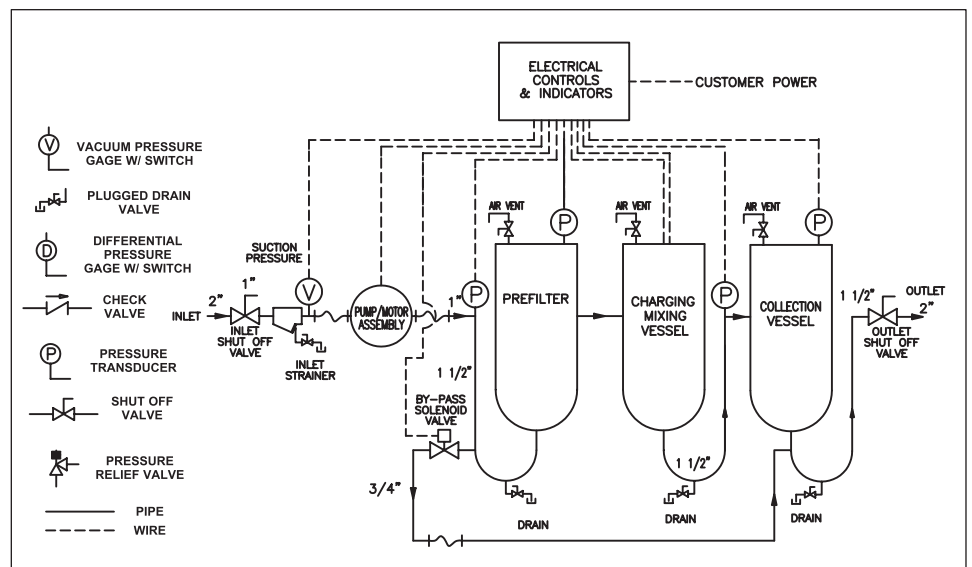 ELECTRICAL
CONTROLS
& INDICATORS
CUSTOMER POWER
V
VACUUM PRESSURE
GAGE W/ SWITCH
PLUGGED DRAIN
VALVE
D
DIFFERENTIAL
PRESSURE
GAGE W/ SWITCH
CHECK
VALVE
P
PRESSURE
TRANSDUCER
SHUT OFF
VALVE
PRESSURE
RELIEF VALVE
PIPE
WIRE
INLET
2"
1"
INLET
SHUT OFF
VALVE
SUCTION
PRESSURE
V
INLET
STRAINER
PUMP/MOTOR
ASSEMBLY
1"
P
1 1/2"
BY-PASS
SOLENOID
VALVE
3/4"
AIR VENT
P
PREFILTER
DRAIN
AIR VENT
CHARGING
MIXING
VESSEL
1 1/2"
DRAIN
P
AIR VENT
P
COLLECTION
VESSEL
DRAIN
1 1/2"
OUTLET
2"
OUTLET
SHUT OFF
VALVE